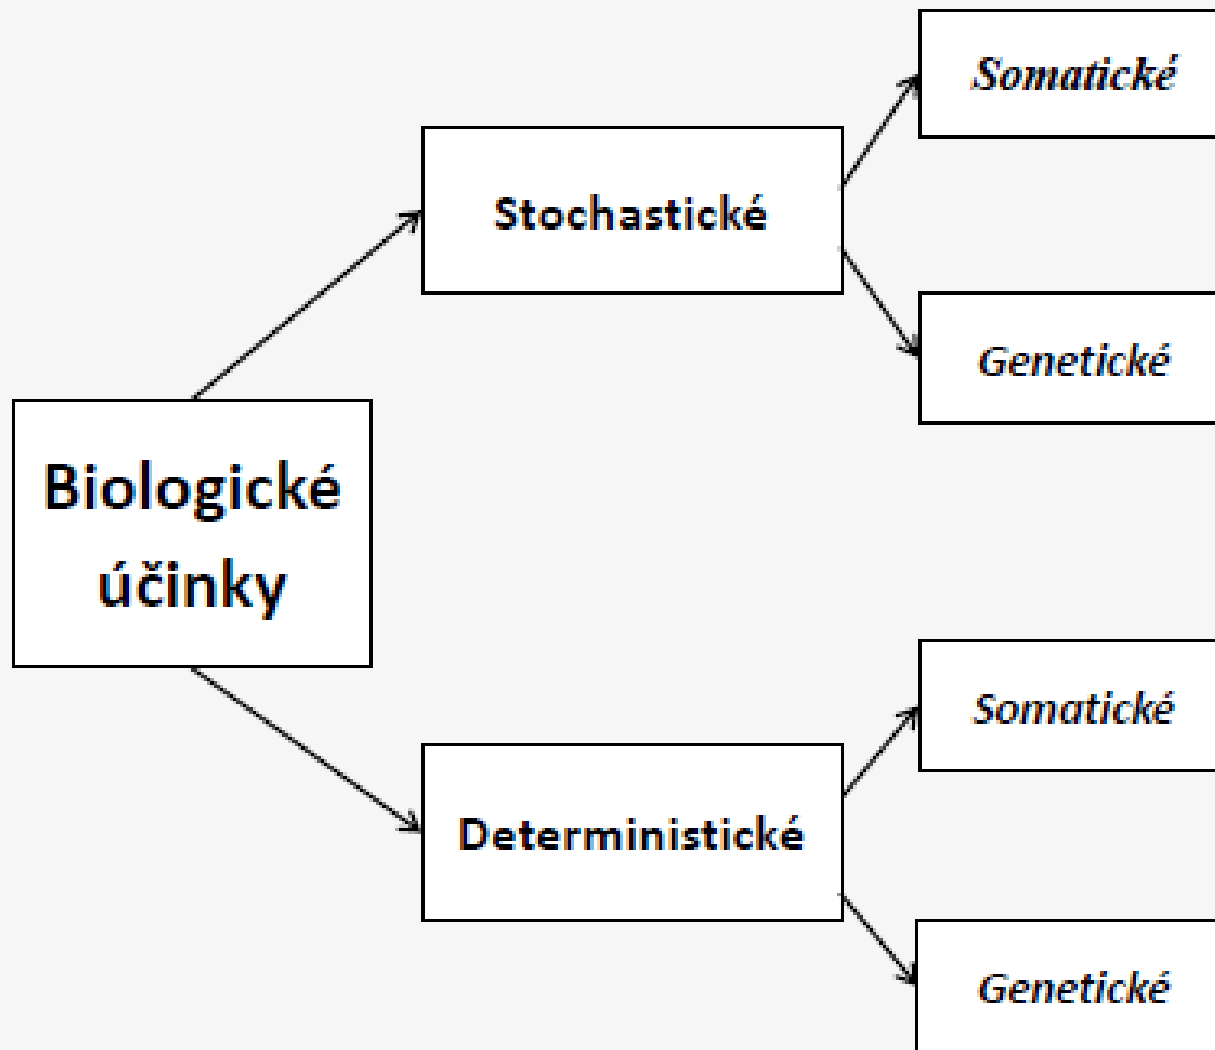 Somatické
Stochastické
Genetické
Biologické
účinky
Somatické
Deterministické
Genetické